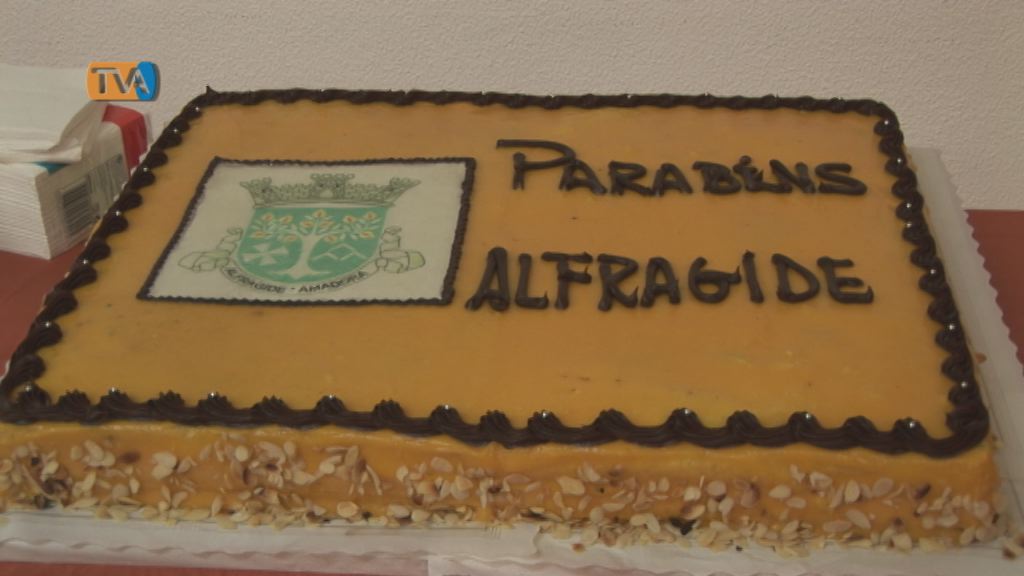 TVA
PARABÉNS
ALFRAGIDE
ALFRAGIDE - AMADORA